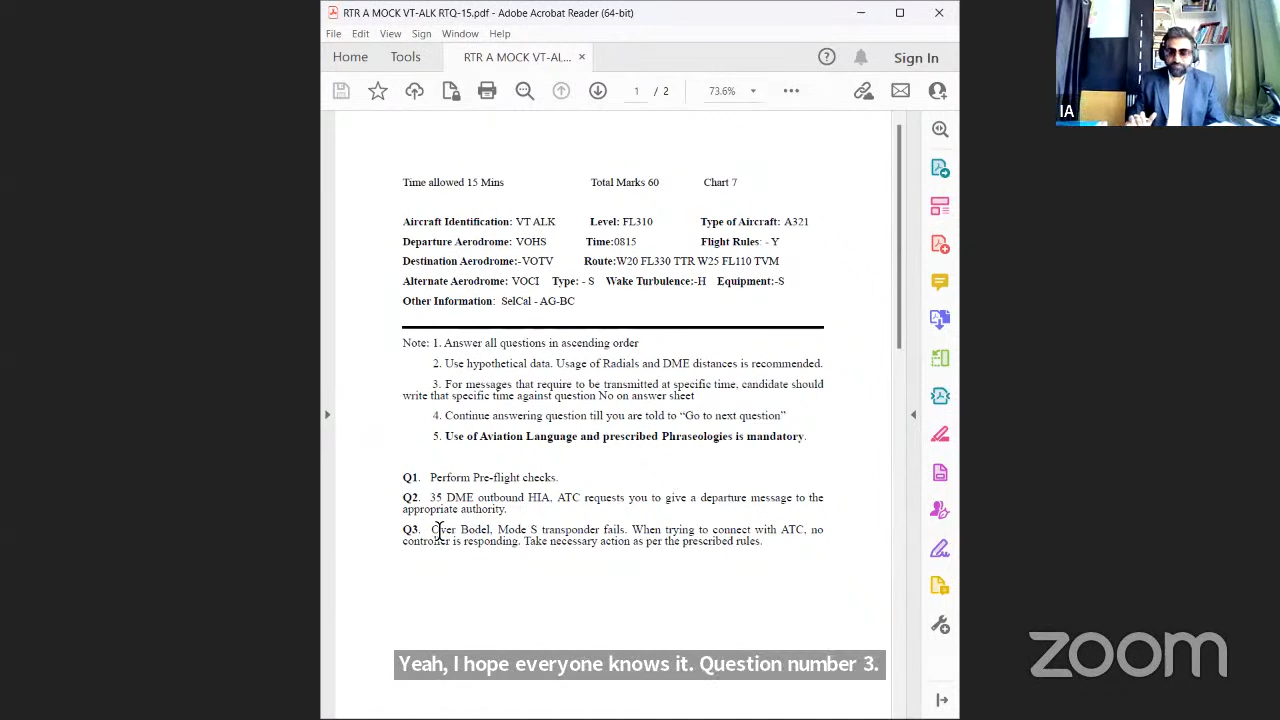 RTR A MOCK VT-ALK RTQ-15.pdf - Adobe Acrobat Reader (64-bit)
File Edit View Sign Window Help
Home Tools RTR A MOCK VT-AL... × Sign In
1 / 2 73.6%
IA
Time allowed 15 Mins Total Marks 60 Chart 7
Aircraft Identification: VT ALK Level: FL310 Type of Aircraft: A321
Departure Aerodrome: VOHS Time:0815 Flight Rules: - Y
Destination Aerodrome:-VOTV Route:W20 FL330 TTR W25 FL110 TVM
Alternate Aerodrome: VOCI Type: - S Wake Turbulence:-H Equipment:-S
Other Information: SelCal - AG-BC
Note: 1. Answer all questions in ascending order
2. Use hypothetical data. Usage of Radials and DME distances is recommended.
3. For messages that require to be transmitted at specific time, candidate should
write that specific time against question No on answer sheet
4. Continue answering question till you are told to “Go to next question”
5. Use of Aviation Language and prescribed Phraseologies is mandatory.
Q1. Perform Pre-flight checks.
Q2. 35 DME outbound HIA, ATC requests you to give a departure message to the
appropriate authority.
Q3. Over Bodel, Mode S transponder fails. When trying to connect with ATC, no
controller is responding. Take necessary action as per the prescribed rules.
Yeah, I hope everyone knows it. Question number 3.
zoom